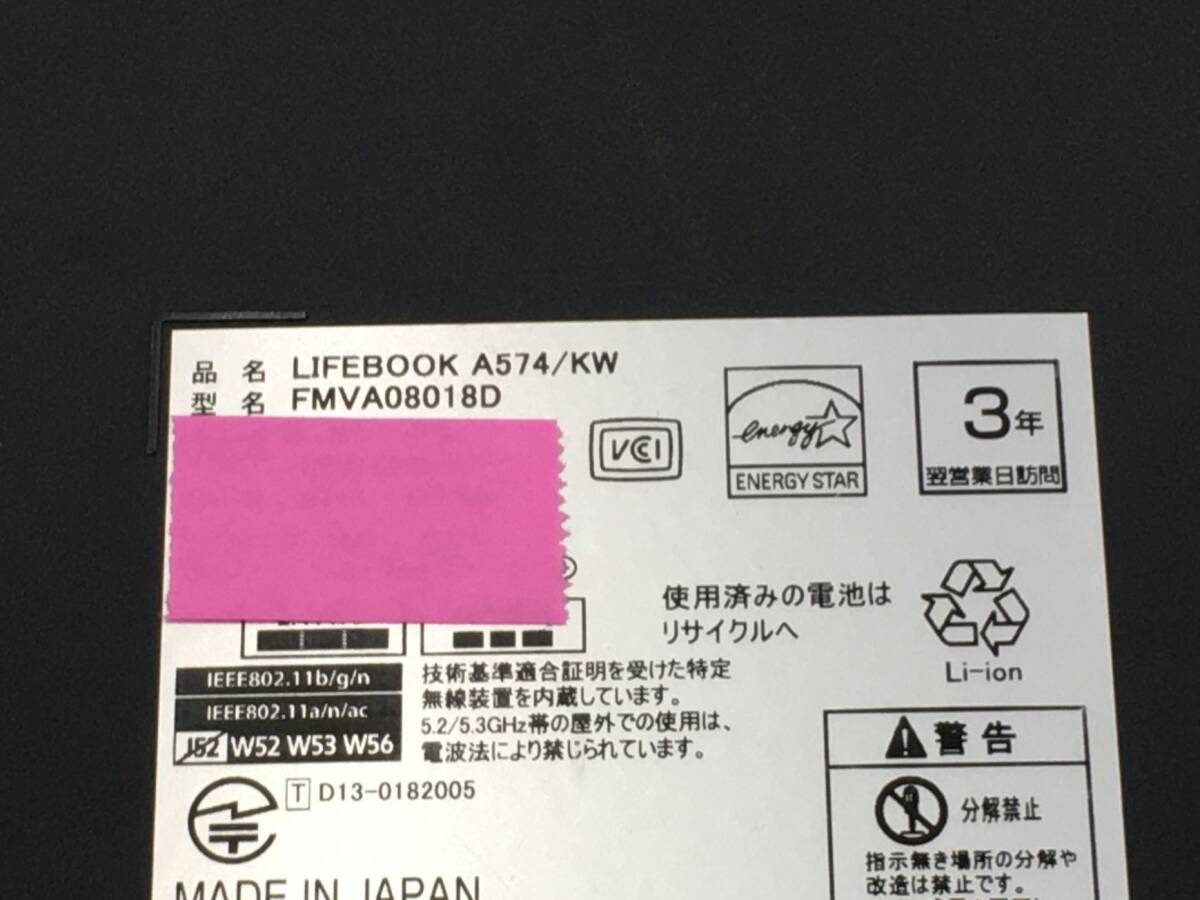 品名 LIFEBOOK A574/KW
型名 FMVA08018D
VCCI
energy
ENERGY STAR
3年
翌営業日訪問
使用済みの電池は
リサイクルへ
Li-ion
IEEE802.11b/g/n
IEEE802.11a/n/ac
J52 W52 W53 W56
技術基準適合証明を受けた特定
無線装置を内蔵しています。
5.2/5.3GHz帯の屋外での使用は、
電波法により禁じられています。
T D13-0182005
MADE IN JAPAN
警告
分解禁止
指示無き場所の分解や
改造は禁止です。